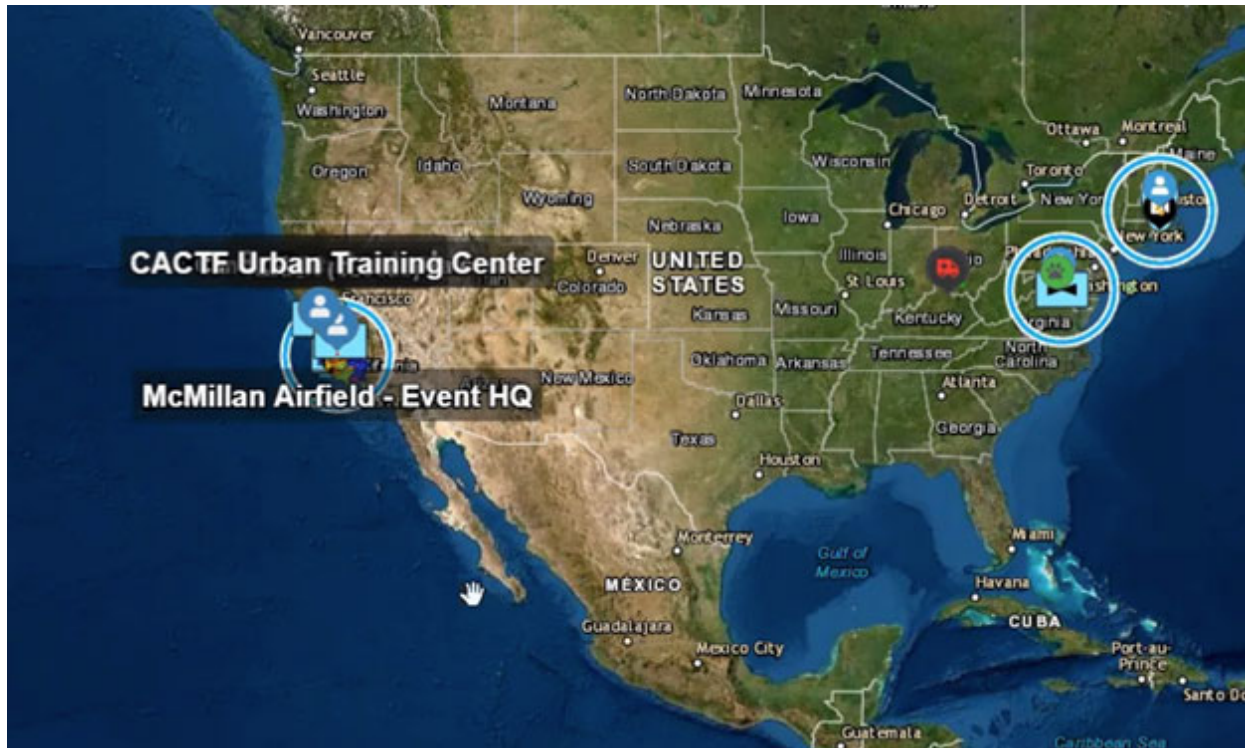 Vancouver
Seattle
Washington
Montana
North Dakota
Minnesota
Ottawa
Montreal
Maine
Oregon
Idaho
South Dakota
Wisconsin
Toronto
Wyoming
Chicago
Detroit
New York
Nebraska
Iowa
New York
CACTF Urban Training Center
Denver
UNITED
STATES
Illinois
Colorado
St Louis
Kansas
Missouri
Kentucky
McMillan Airfield - Event HQ
New Mexico
Oklahoma
Arkansas
Tennessee
North
Carolina
Atlanta
Dallas
Georgia
Texas
Houston
Monterrey
Miami
Gulf of
Mexico
MÉXICO
Havana
CUBA
Guadalajara
Mexico City
Port-au-
Prince
Guatemala
Caribbean Sea